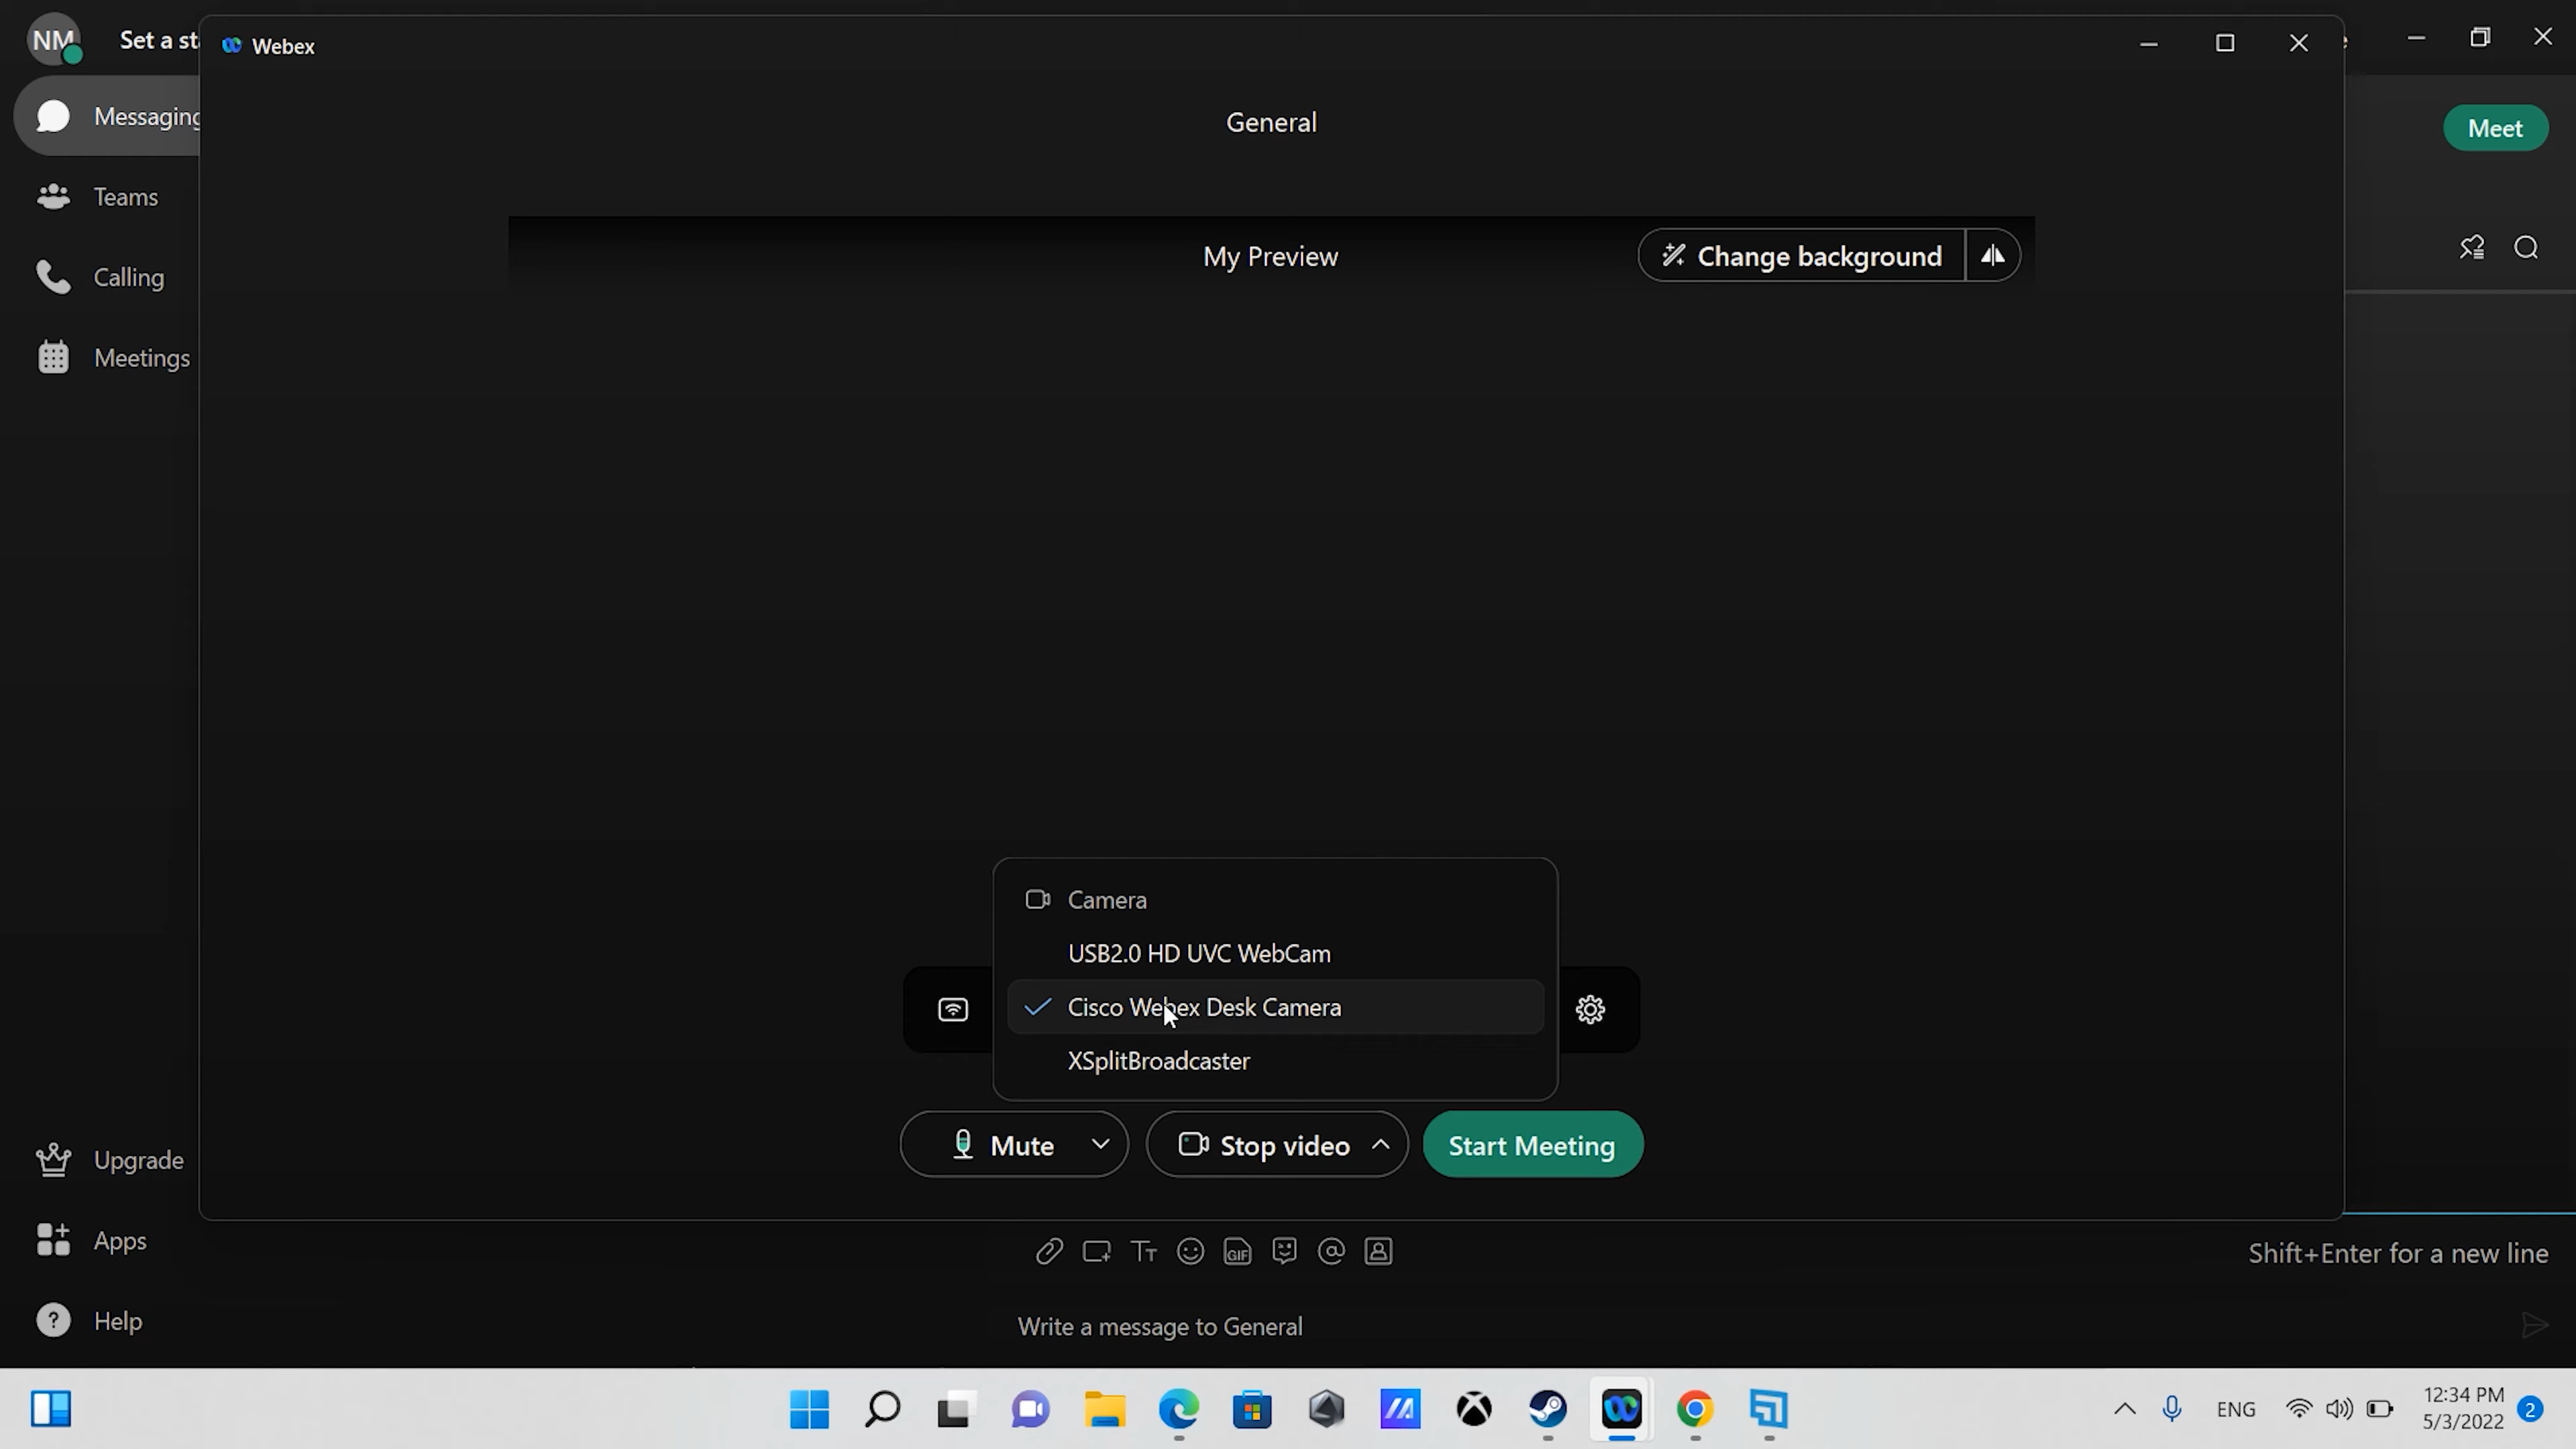 NM
Set a sta
Webex
General
Messaging
Meet
Teams
My Preview
Change background
Calling
Meetings
Camera
USB2.0 HD UVC WebCam
Cisco Webex Desk Camera
XSplitBroadcaster
Mute
Stop video
Start Meeting
Upgrade
Apps
GIF
Shift+Enter for a new line
Help
Write a message to General
ENG
12:34 PM
5/3/2022
2